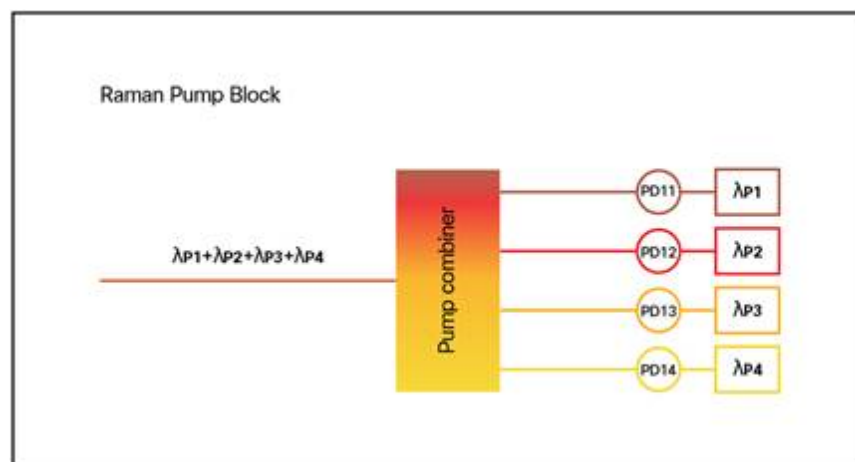 Raman Pump Block
λP1+λP2+λP3+λP4
Pump combiner
PD11
λP1
PD12
λP2
PD13
λP3
PD14
λP4